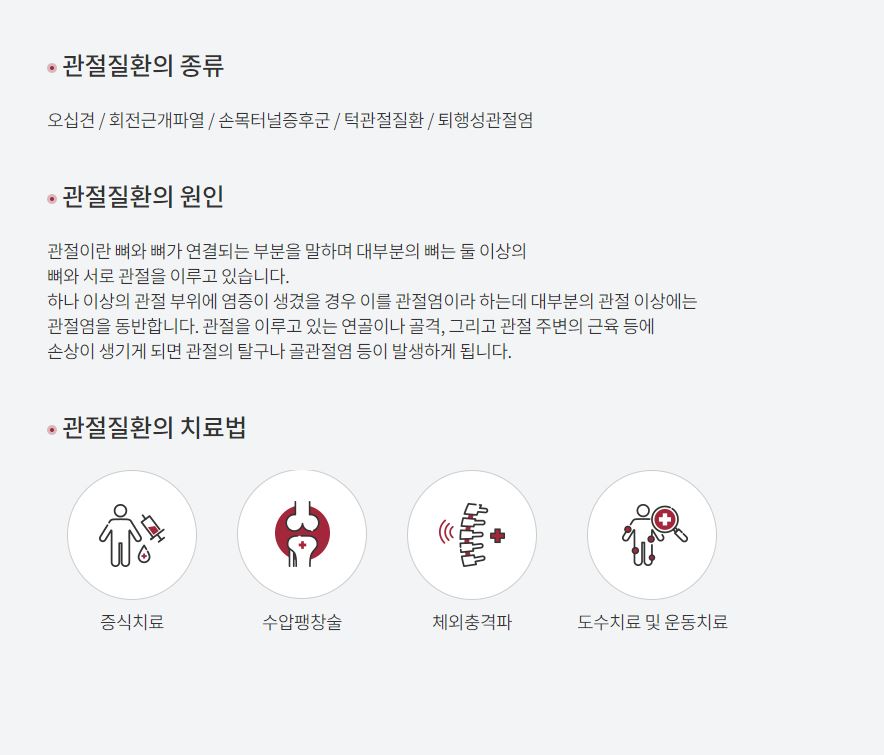 관절질환의 종류
오십견 / 회전근개파열 / 손목터널증후군 / 턱관절질환 / 퇴행성관절염
관절질환의 원인
관절이란 뼈와 뼈가 연결되는 부분을 말하며 대부분의 뼈는 둘 이상의
뼈와 서로 관절을 이루고 있습니다.
하나 이상의 관절 부위에 염증이 생겼을 경우 이를 관절염이라 하는데 대부분의 관절 이상에는
관절염을 동반합니다. 관절을 이루고 있는 연골이나 골격, 그리고 관절 주변의 근육 등에
손상이 생기게 되면 관절의 탈구나 골관절염 등이 발생하게 됩니다.
관절질환의 치료법
증식치료
수압팽창술
체외충격파
도수치료 및 운동치료